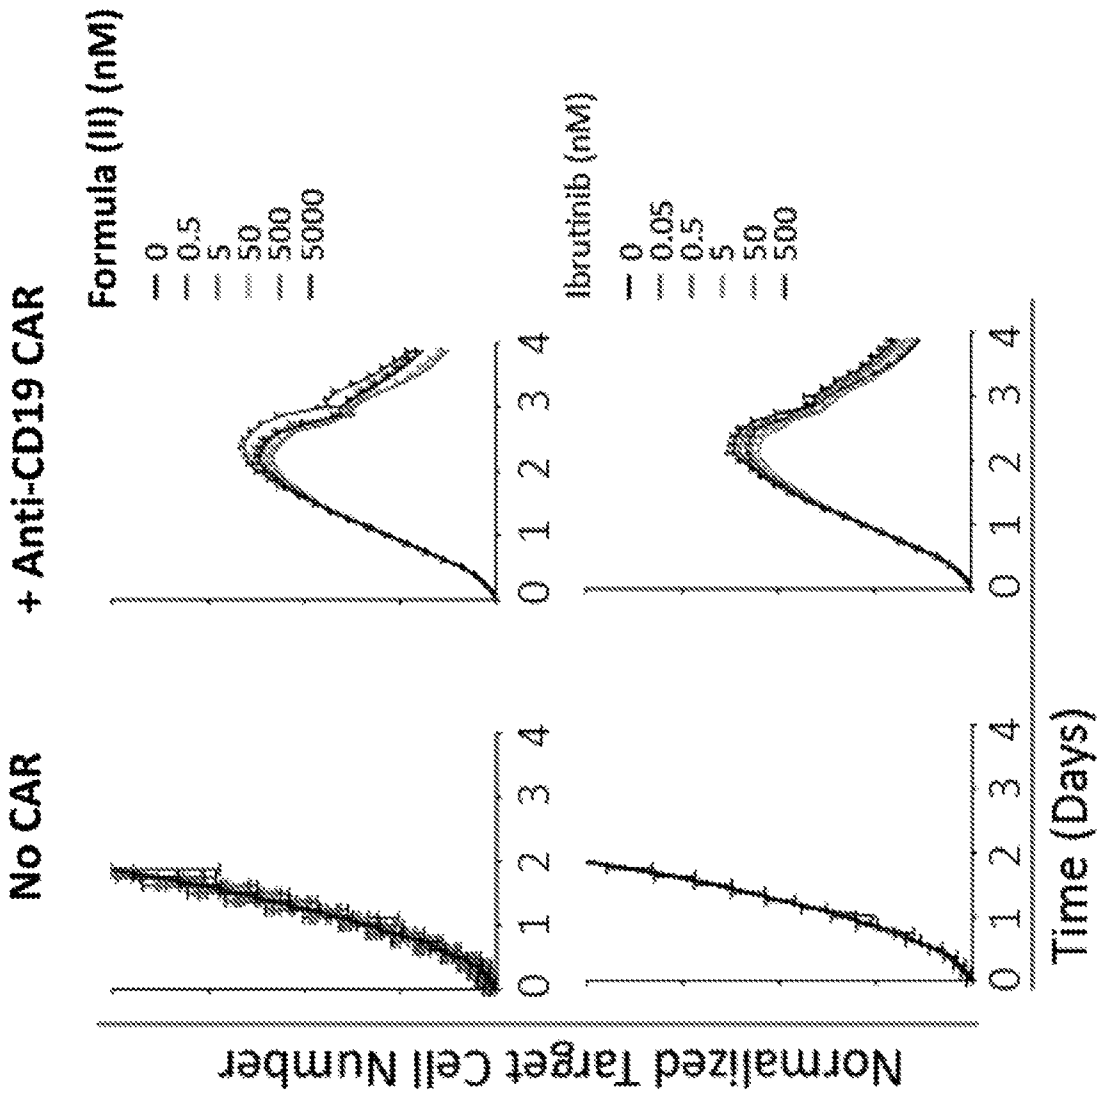 No CAR
+ Anti-CD19 CAR
Formula (II) (nM)
0
0.5
5
50
500
5000
0 1 2 3 4
0 1 2 3 4
Ibrutinib (nM)
0
0.05
0.5
5
50
500
0 1 2 3 4
0 1 2 3 4
Normalized Target Cell Number
Time (Days)